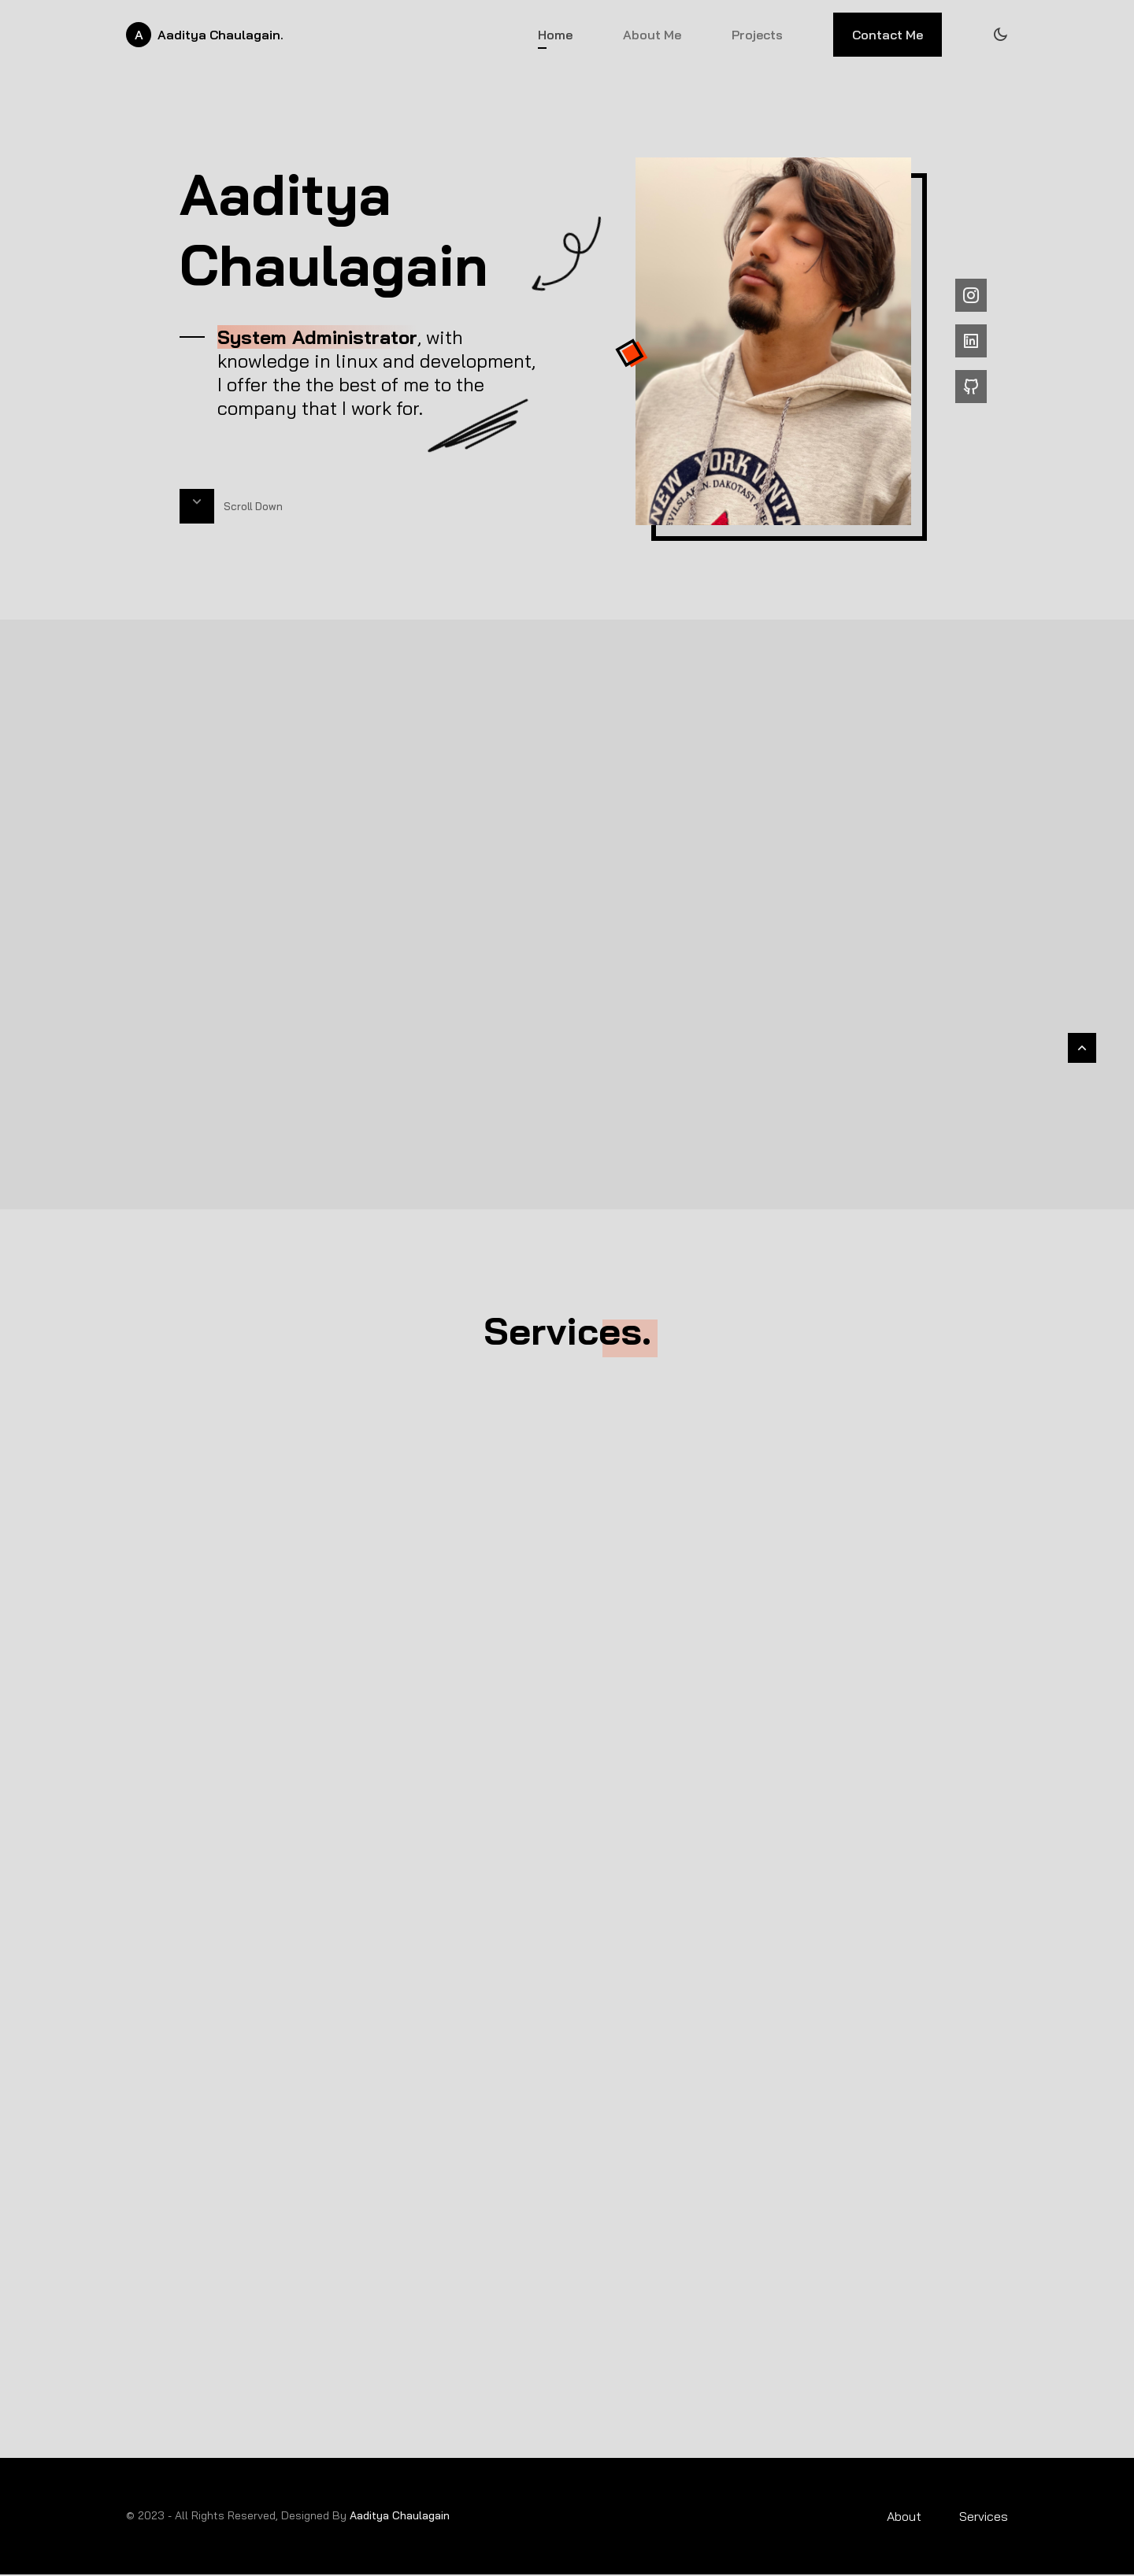 A Aaditya Chaulagain.
Home
About Me
Projects
Contact Me
Aaditya
Chaulagain
System Administrator, with
knowledge in linux and development,
I offer the the best of me to the
company that I work for.
Scroll Down
NEW YORK VINTA
Services.
© 2023 - All Rights Reserved, Designed By Aaditya Chaulagain
About
Services